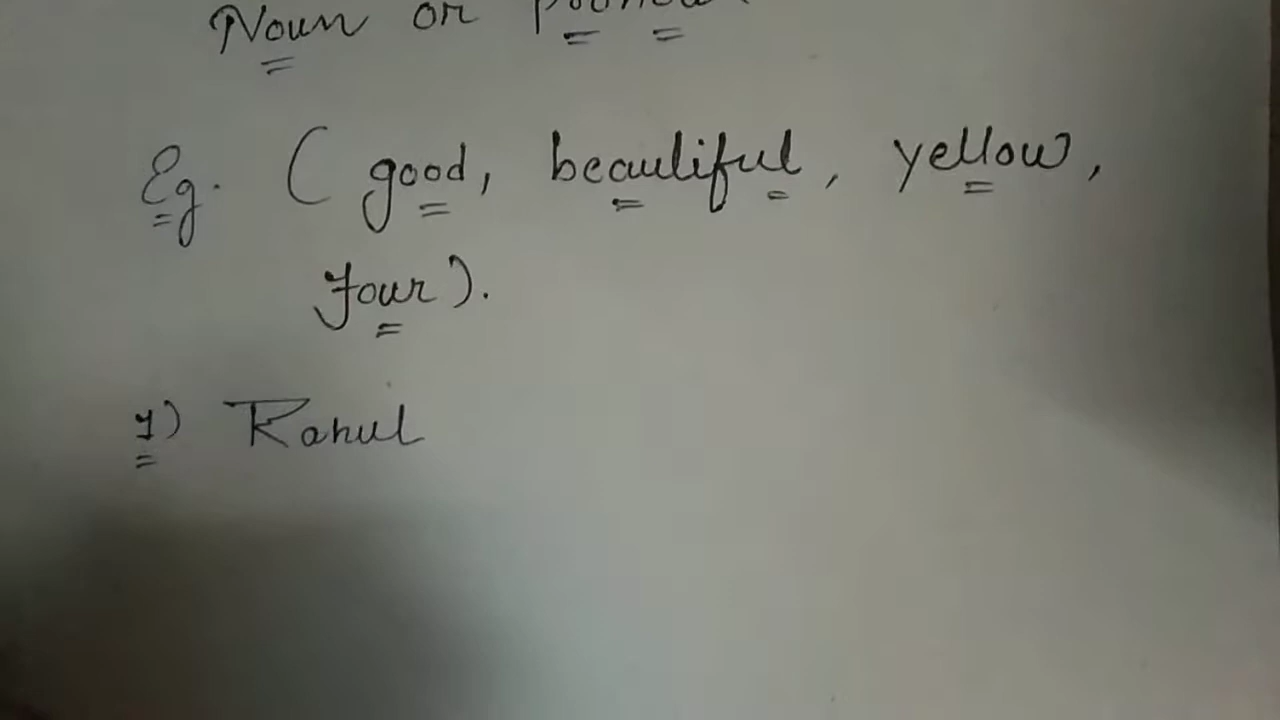 Noun or
Eg. (good, beautiful, yellow,
four).
1) Rahul